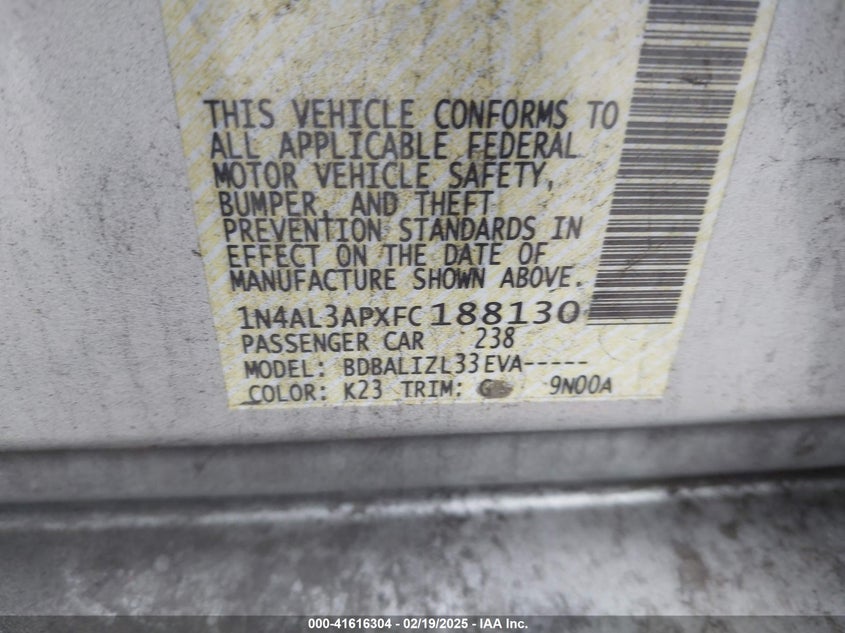 THIS VEHICLE CONFORMS TO
ALL APPLICABLE FEDERAL
MOTOR VEHICLE SAFETY,
BUMPER, AND THEFT
PREVENTION STANDARDS IN
EFFECT ON THE DATE OF
MANUFACTURE SHOWN ABOVE.
1N4AL3APXFC188130
PASSENGER CAR 238
MODEL: BDBALIZL33EVA-----
COLOR: K23 TRIM: G 9N00A
000-41616304 - 02/19/2025 - IAA Inc.